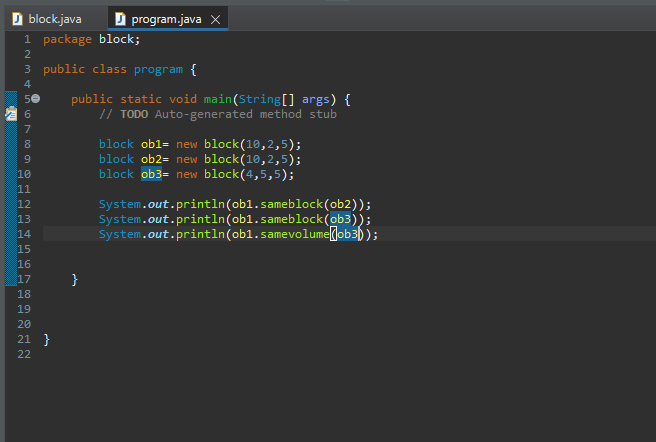 block.java program.java
1 package block;
2
3 public class program {
4
5 public static void main(String[] args) {
6 // TODO Auto-generated method stub
7
8 block ob1= new block(10,2,5);
9 block ob2= new block(10,2,5);
10 block ob3= new block(4,5,5);
11
12 System.out.println(ob1.sameblock(ob2));
13 System.out.println(ob1.sameblock(ob3));
14 System.out.println(ob1.samevolume(ob3));
15
16
17 }
18
19
20
21 }
22